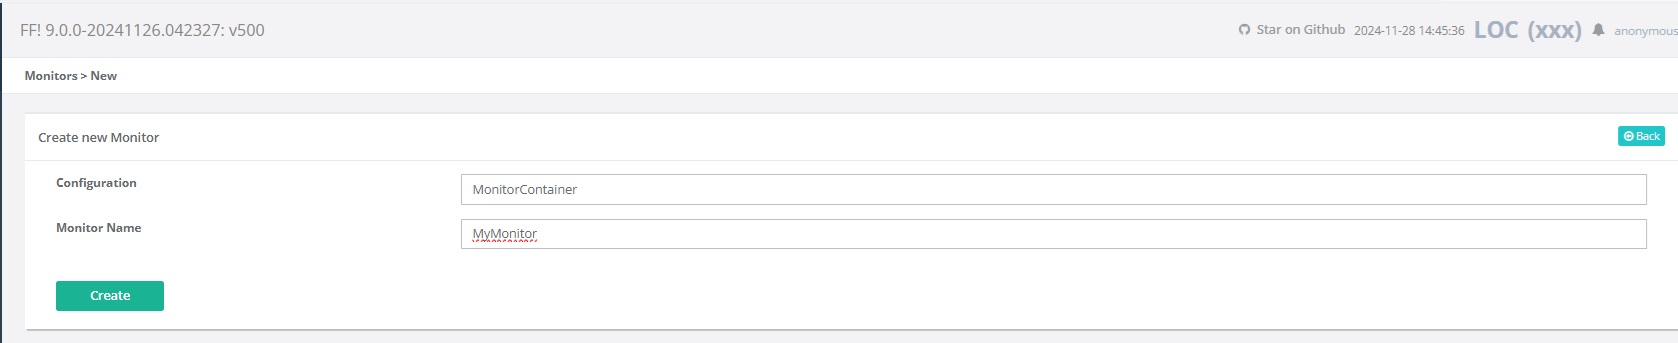 FF! 9.0.0-20241126.042327: v500
Star on Github 2024-11-28 14:45:36 LOC (xxx) anonymous
Monitors > New
Create new Monitor
Back
Configuration
MonitorContainer
Monitor Name
MyMonitor
Create